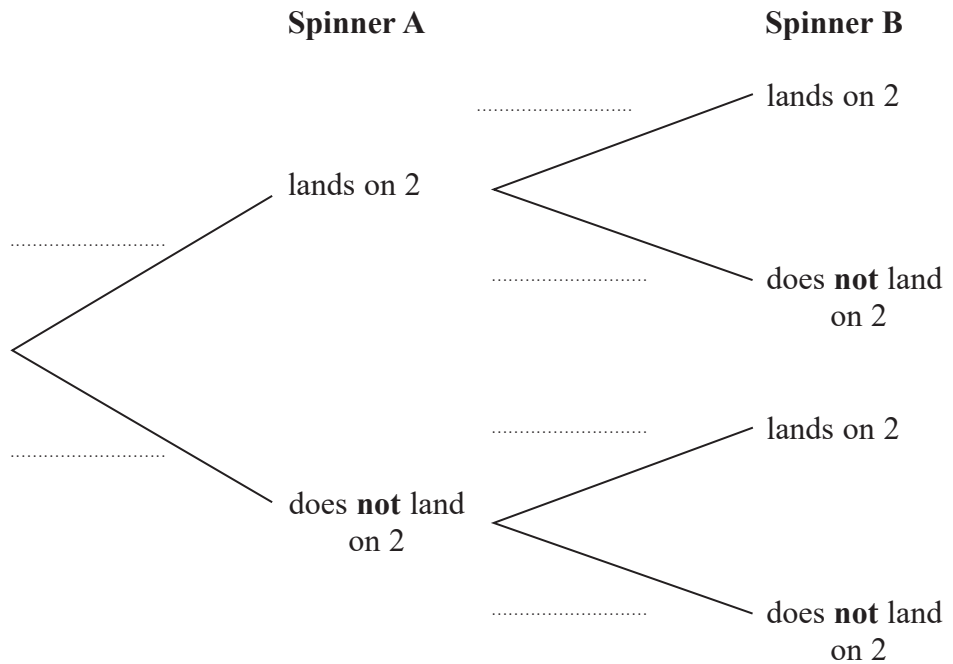 Spinner A
Spinner B
lands on 2
lands on 2
does not land
on 2
lands on 2
does not land
on 2
does not land
on 2